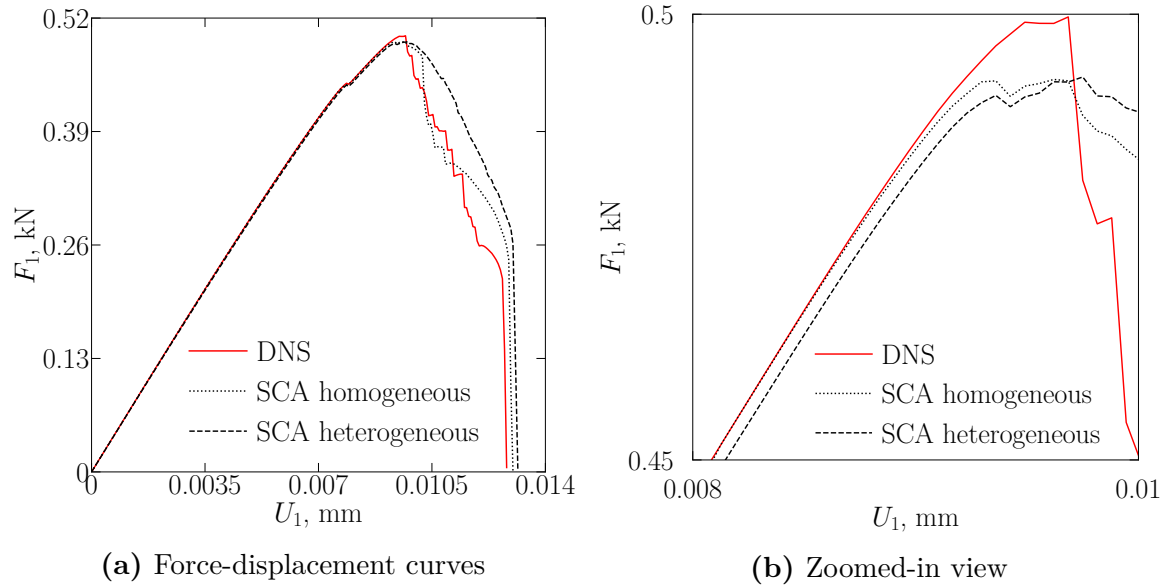 0.52
0.39
0.26
0.13
0
F₁, kN
0
0.0035
0.007
0.0105
0.014
U₁, mm
DNS
SCA homogeneous
SCA heterogeneous
(a) Force-displacement curves
0.5
0.45
F₁, kN
0.008
0.01
U₁, mm
DNS
SCA homogeneous
SCA heterogeneous
(b) Zoomed-in view